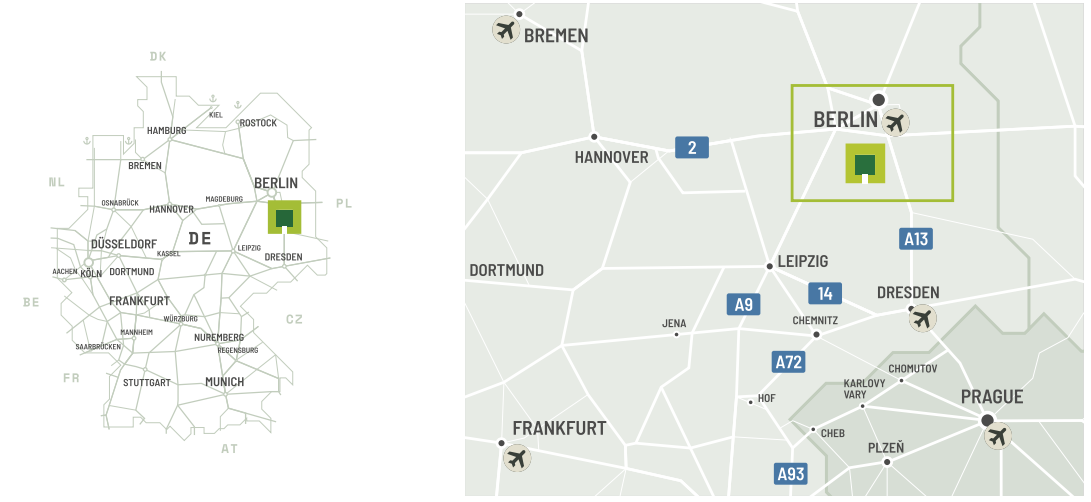 DK
KIEL
ROSTOCK
HAMBURG
BREMEN
NL
BERLIN
OSNABRÜCK
MAGDEBURG
PL
HANNOVER
DE
DÜSSELDORF
LEIPZIG
KASSEL
DRESDEN
AACHEN
KÖLN
DORTMUND
BE
FRANKFURT
WÜRZBURG
CZ
MANNHEIM
NUREMBERG
SAARBRÜCKEN
REGENSBURG
FR
STUTTGART
MUNICH
AT
BREMEN
BERLIN
2
HANNOVER
A13
LEIPZIG
DORTMUND
14
DRESDEN
A9
JENA
CHEMNITZ
A72
CHOMUTOV
KARLOVY
VARY
PRAGUE
HOF
FRANKFURT
CHEB
PLZEŇ
A93